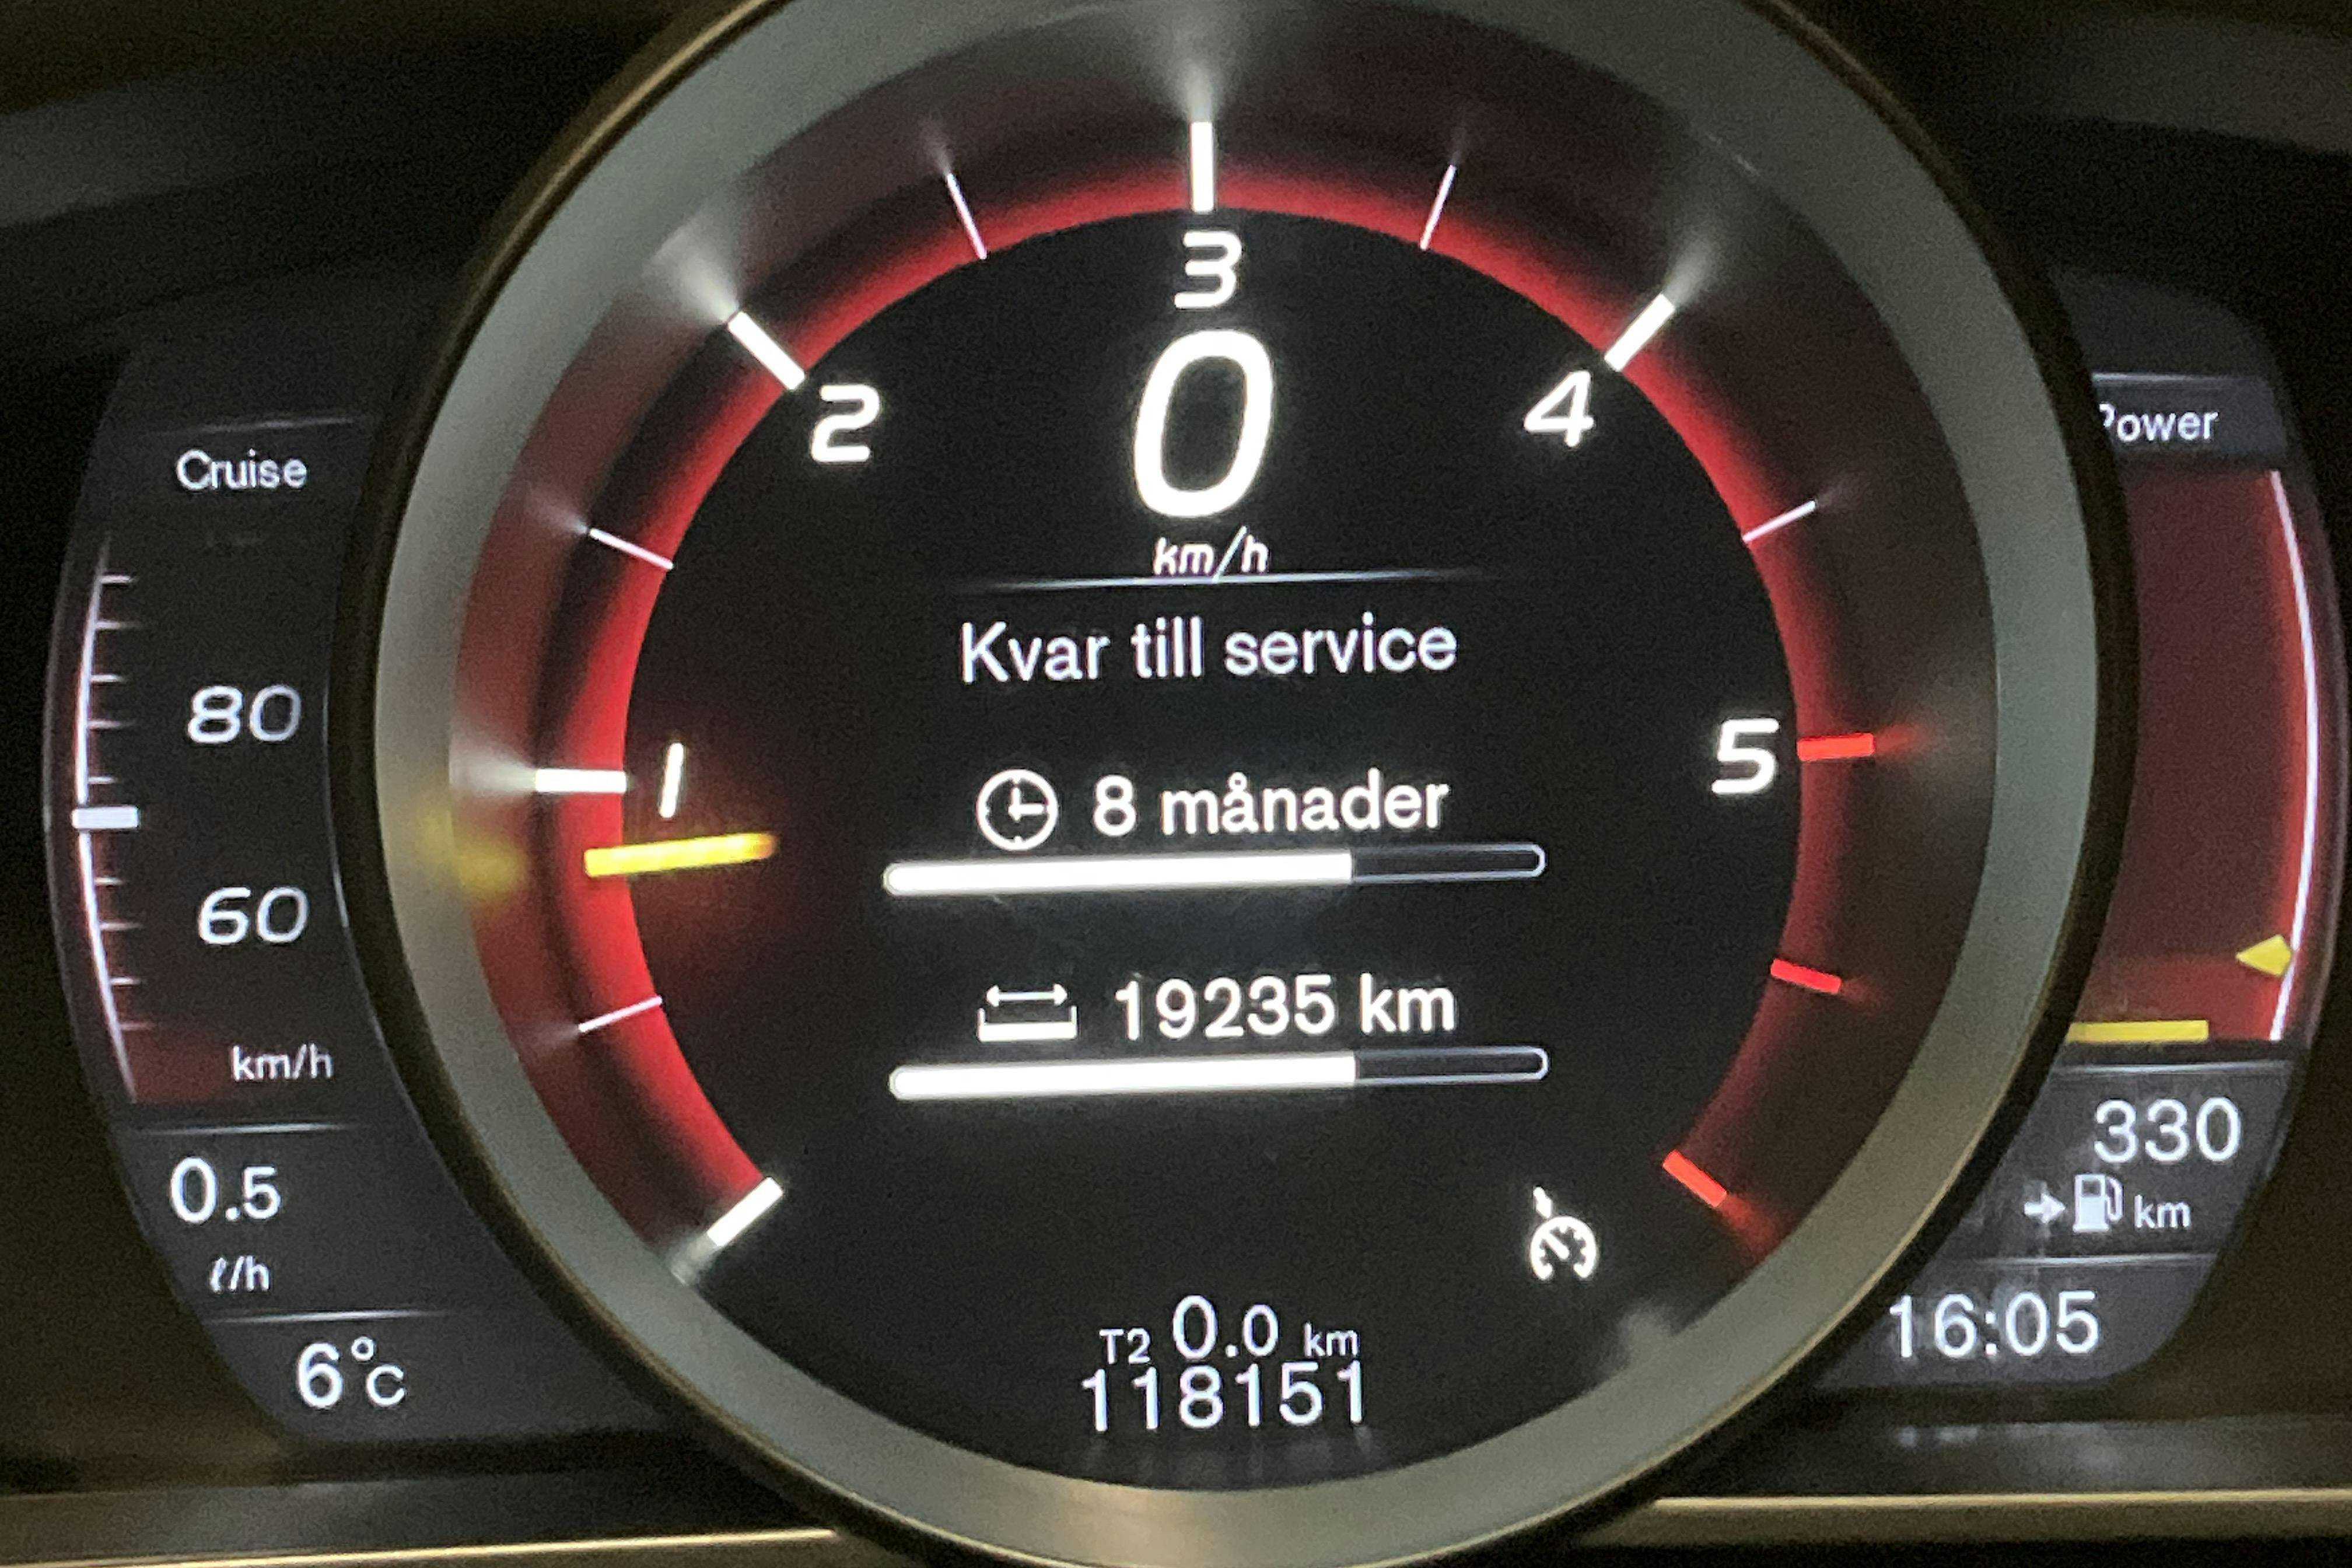 Cruise
80
60
km/h
0.5
ℓ/h
6°C
1
2
3
4
5
0
km/h
Kvar till service
8 månader
19235 km
T2 0.0 km
118151
Power
330
km
16:05